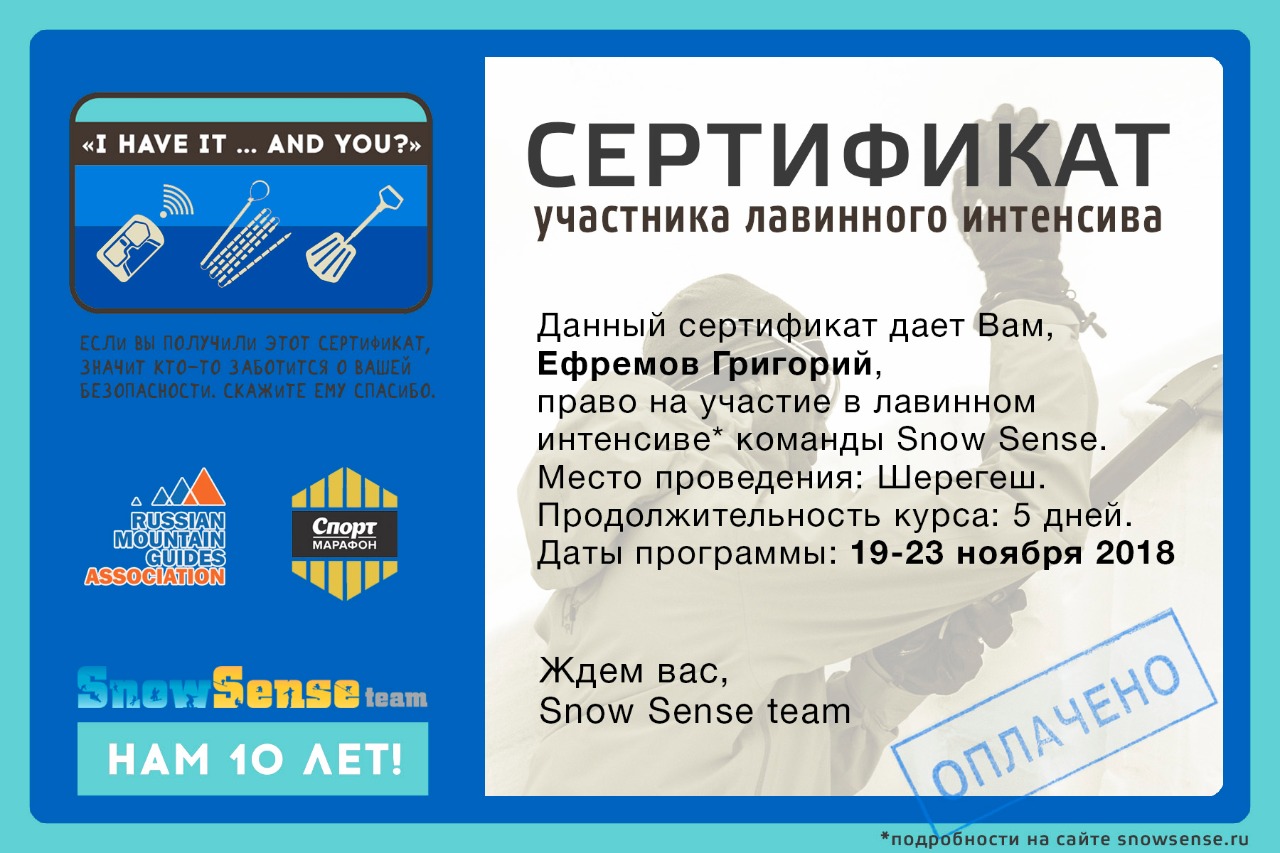 «I HAVE IT ... AND YOU?»
ЕСЛИ ВЫ ПОЛУЧИЛИ ЭТОТ СЕРТИФИКАТ,
ЗНАЧИТ КТО-ТО ЗАБОТИТСЯ О ВАШЕЙ
БЕЗОПАСНОСТИ. СКАЖИТЕ ЕМУ СПАСИБО.
RUSSIAN
MOUNTAIN
GUIDES
ASSOCIATION
Спорт
МАРАФОН
SnowSense team
НАМ 10 ЛЕТ!
СЕРТИФИКАТ
участника лавинного интенсива
Данный сертификат дает Вам,
Ефремов Григорий,
право на участие в лавинном
интенсиве* команды Snow Sense.
Место проведения: Шерегеш.
Продолжительность курса: 5 дней.
Даты программы: 19-23 ноября 2018
Ждем вас,
Snow Sense team
ОПЛАЧЕНО
*подробности на сайте snowsense.ru